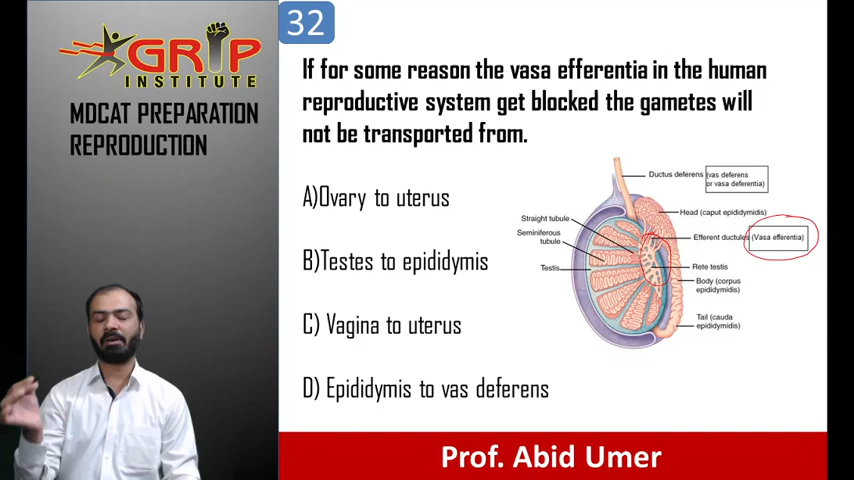 GRIP
INSTITUTE
MDCAT PREPARATION
REPRODUCTION
32
If for some reason the vasa efferentia in the human
reproductive system get blocked the gametes will
not be transported from.
A)Ovary to uterus
B)Testes to epididymis
C) Vagina to uterus
D) Epididymis to vas deferens
Ductus deferens (vas deferens
or vasa deferentia)
Head (caput epididymidis)
Straight tubule
Seminiferous
tubule
Efferent ductules (Vasa efferentia)
Testis
Rete testis
Body (corpus
epididymidis)
Tail (cauda
epididymidis)
Prof. Abid Umer